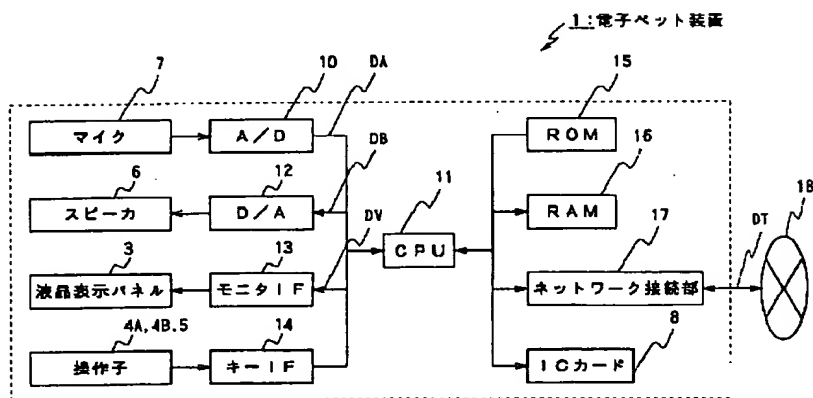 1:電子ペット装置
7
10
DA
15
マイク
A/D
ROM
6
12
DB
16
スピーカ
D/A
11
RAM
18
3
13
DV
CPU
17
DT
液晶表示パネル
モニタIF
ネットワーク接続部
4A,4B.5
14
8
操作子
キーIF
ICカード